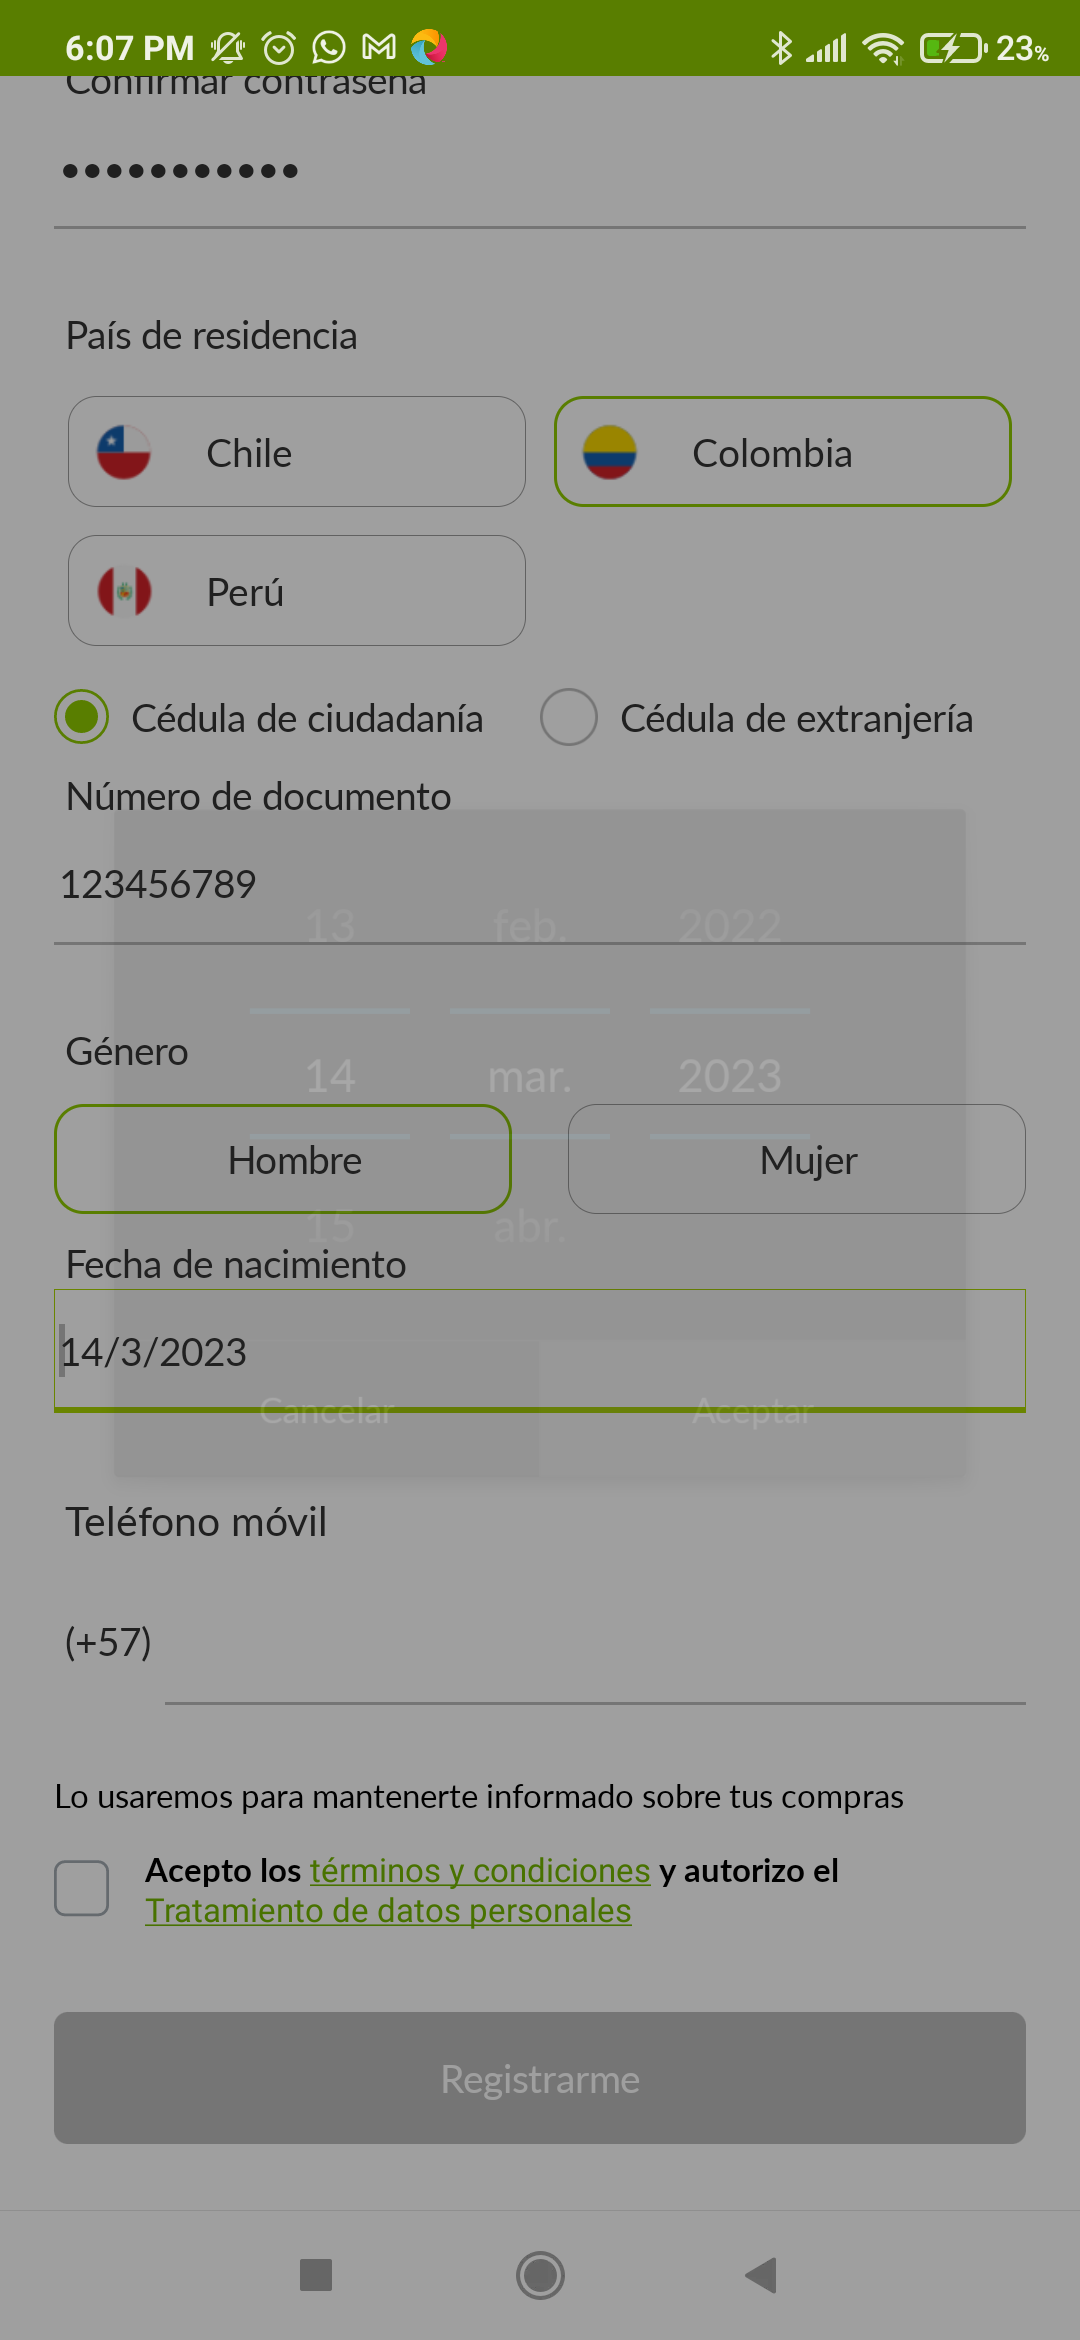 6:07 PM 23%
Confirmar contraseña
•••••••••••
País de residencia
Chile Colombia
Perú
Cédula de ciudadanía Cédula de extranjería
Número de documento
123456789
13 feb. 2022
Género
14 mar. 2023
Hombre Mujer
15 abr.
Fecha de nacimiento
14/3/2023
Cancelar Aceptar
Teléfono móvil
(+57)
Lo usaremos para mantenerte informado sobre tus compras
Acepto los términos y condiciones y autorizo el
Tratamiento de datos personales
Registrarme